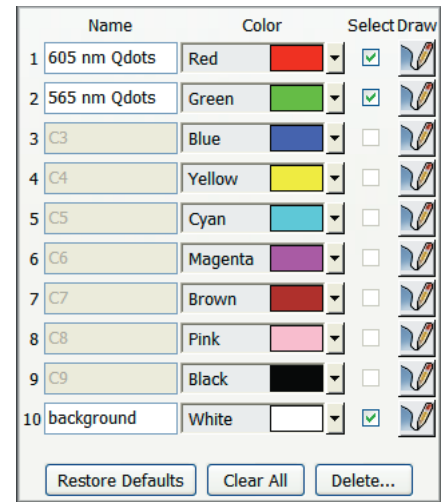 Name Color Select Draw
1 605 nm Qdots Red
2 565 nm Qdots Green
3 C3 Blue
4 C4 Yellow
5 C5 Cyan
6 C6 Magenta
7 C7 Brown
8 C8 Pink
9 C9 Black
10 background White
Restore Defaults Clear All Delete...